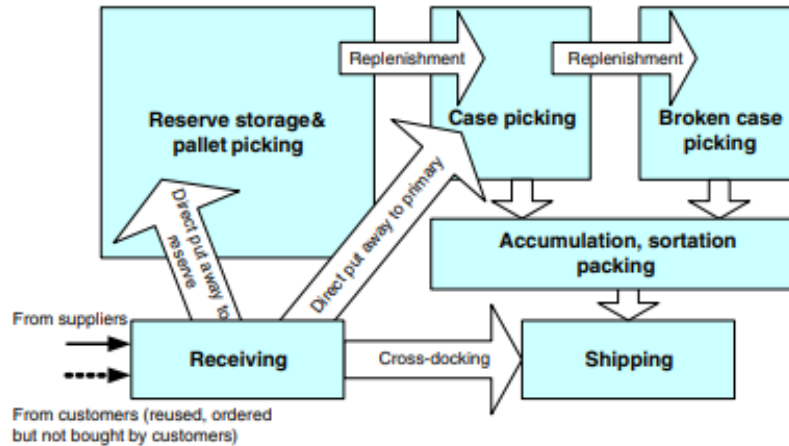 Replenishment
Replenishment
Reserve storage&
pallet picking
Case picking
Broken case
picking
Direct put away to
reserve
Direct put away to primary
Accumulation, sortation
packing
From suppliers
Receiving
Cross-docking
Shipping
From customers (reused, ordered
but not bought by customers)